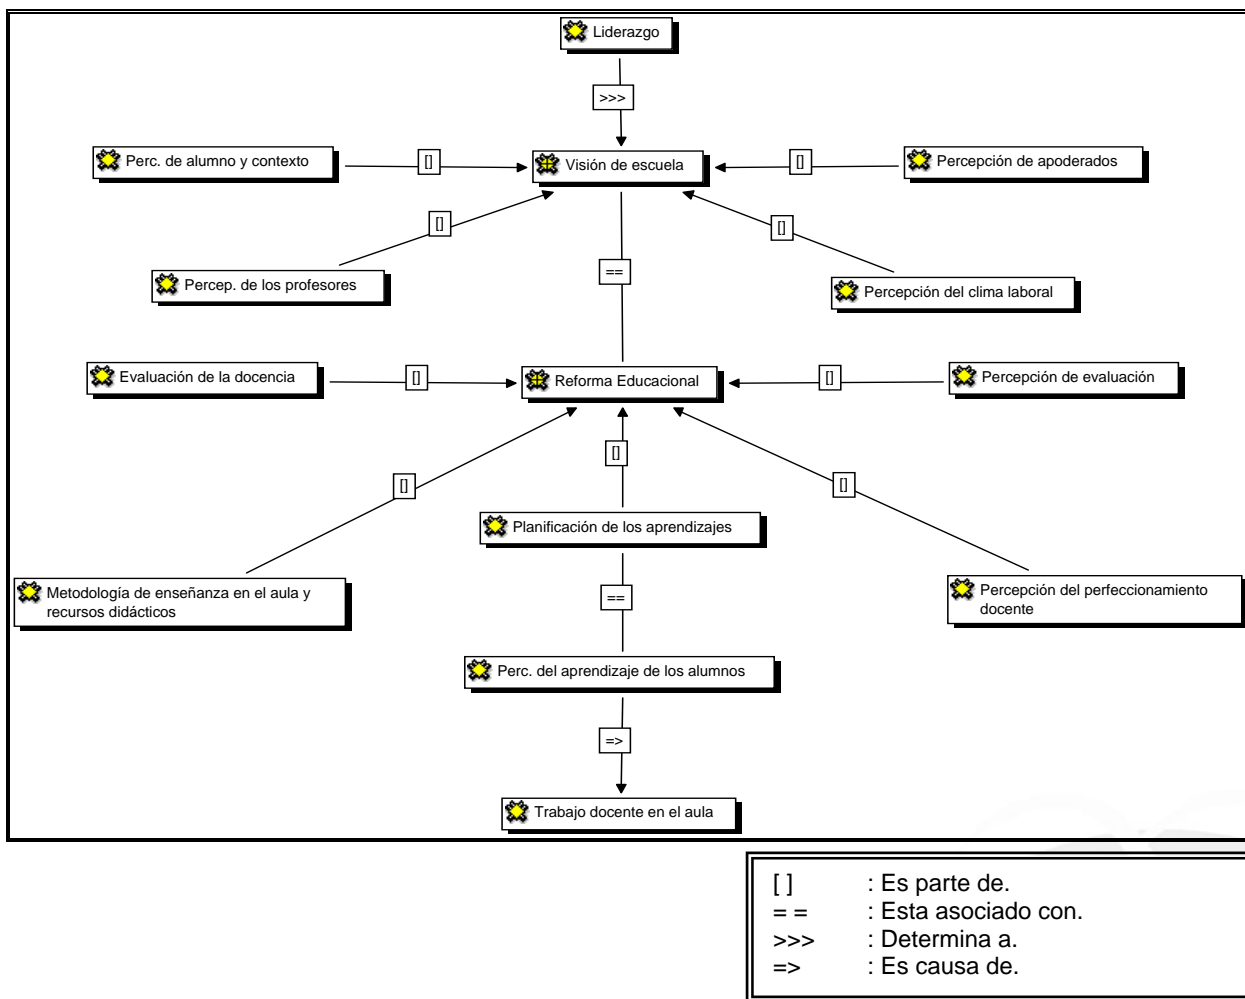 Liderazgo
>>>
Perc. de alumno y contexto
[]
Visión de escuela
[]
Percepción de apoderados
[]
[]
Percep. de los profesores
==
Percepción del clima laboral
Evaluación de la docencia
[]
Reforma Educacional
[]
Percepción de evaluación
[]
[]
[]
Planificación de los aprendizajes
Metodología de enseñanza en el aula y
recursos didácticos
==
Percepción del perfeccionamiento
docente
Perc. del aprendizaje de los alumnos
=>
Trabajo docente en el aula
[ ] : Es parte de.
= = : Esta asociado con.
>>> : Determina a.
=> : Es causa de.